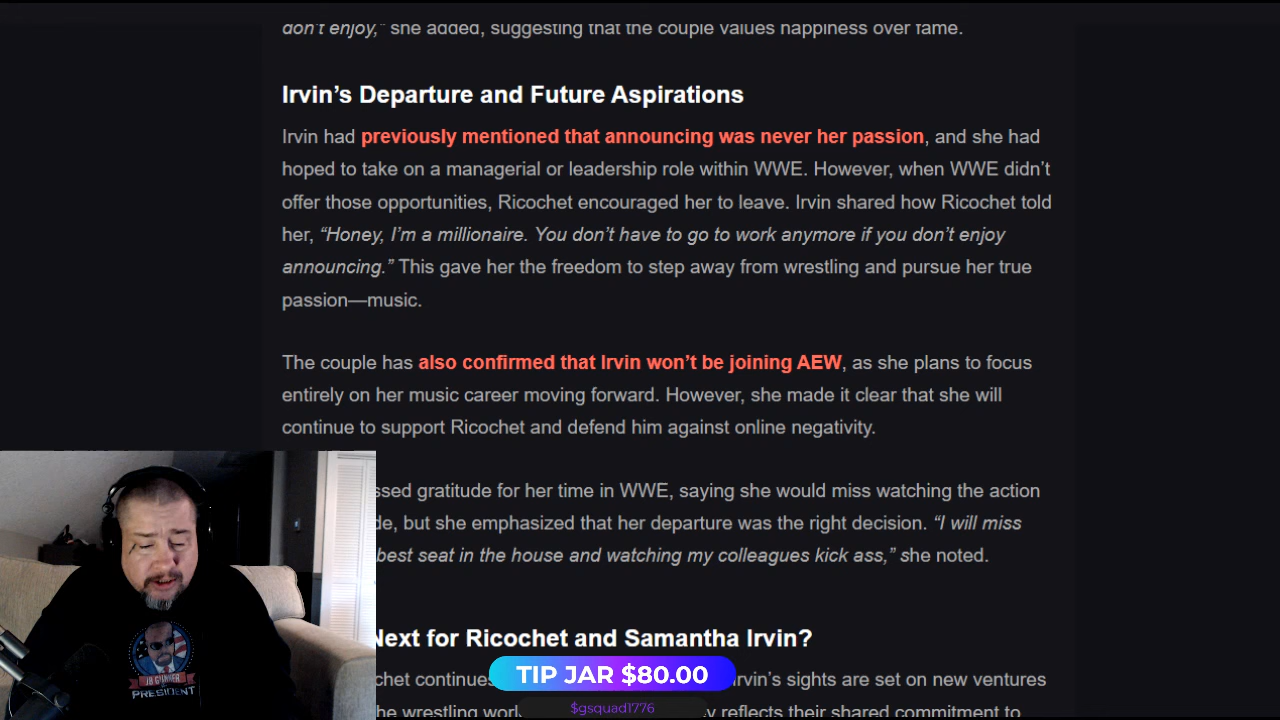 don't enjoy," she added, suggesting that the couple values happiness over fame.
Irvin's Departure and Future Aspirations
Irvin had previously mentioned that announcing was never her passion, and she had
hoped to take on a managerial or leadership role within WWE. However, when WWE didn't
offer those opportunities, Ricochet encouraged her to leave. Irvin shared how Ricochet told
her, "Honey, I'm a millionaire. You don't have to go to work anymore if you don't enjoy
announcing." This gave her the freedom to step away from wrestling and pursue her true
passion—music.
The couple has also confirmed that Irvin won't be joining AEW, as she plans to focus
entirely on her music career moving forward. However, she made it clear that she will
continue to support Ricochet and defend him against online negativity.
ssed gratitude for her time in WWE, saying she would miss watching the action
de, but she emphasized that her departure was the right decision. "I will miss
best seat in the house and watching my colleagues kick ass," she noted.
Next for Ricochet and Samantha Irvin?
chet continues rvin's sights are set on new ventures
he wrestling worl y reflects their shared commitment to
TIP JAR $80.00
$gsquad1776
PRESIDENT